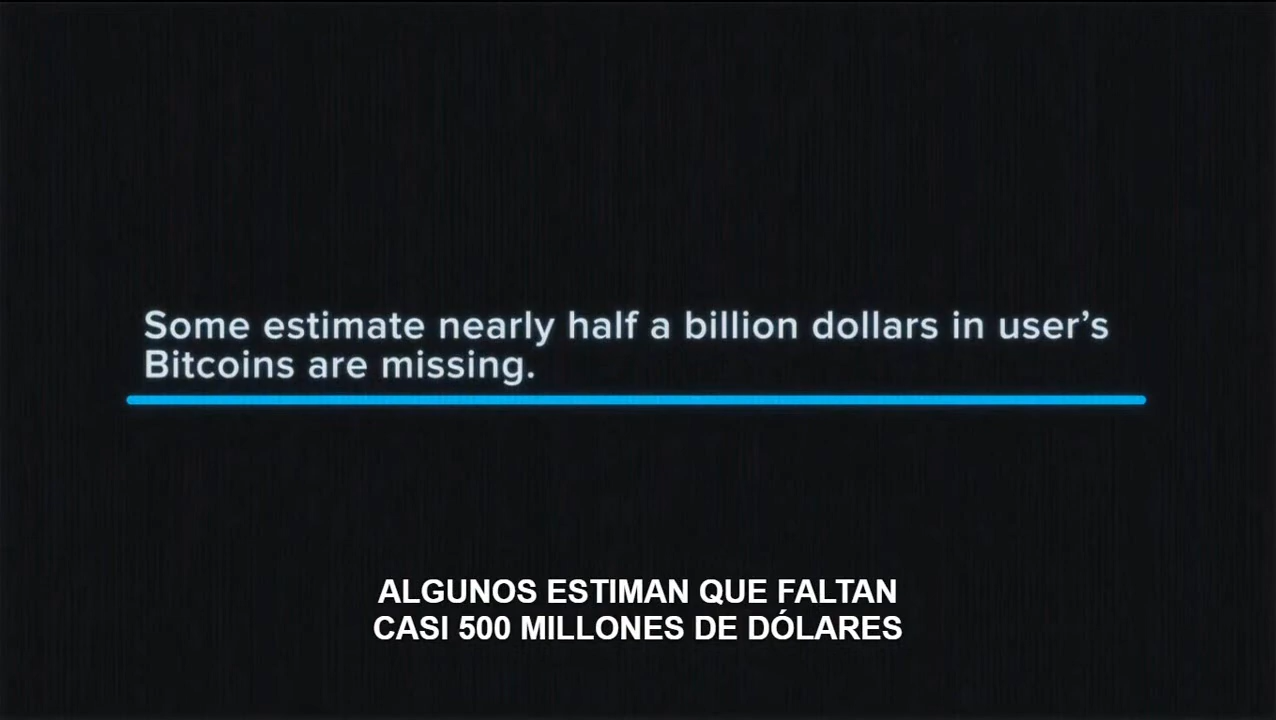 Some estimate nearly half a billion dollars in user’s
Bitcoins are missing.
ALGUNOS ESTIMAN QUE FALTAN
CASI 500 MILLONES DE DÓLARES